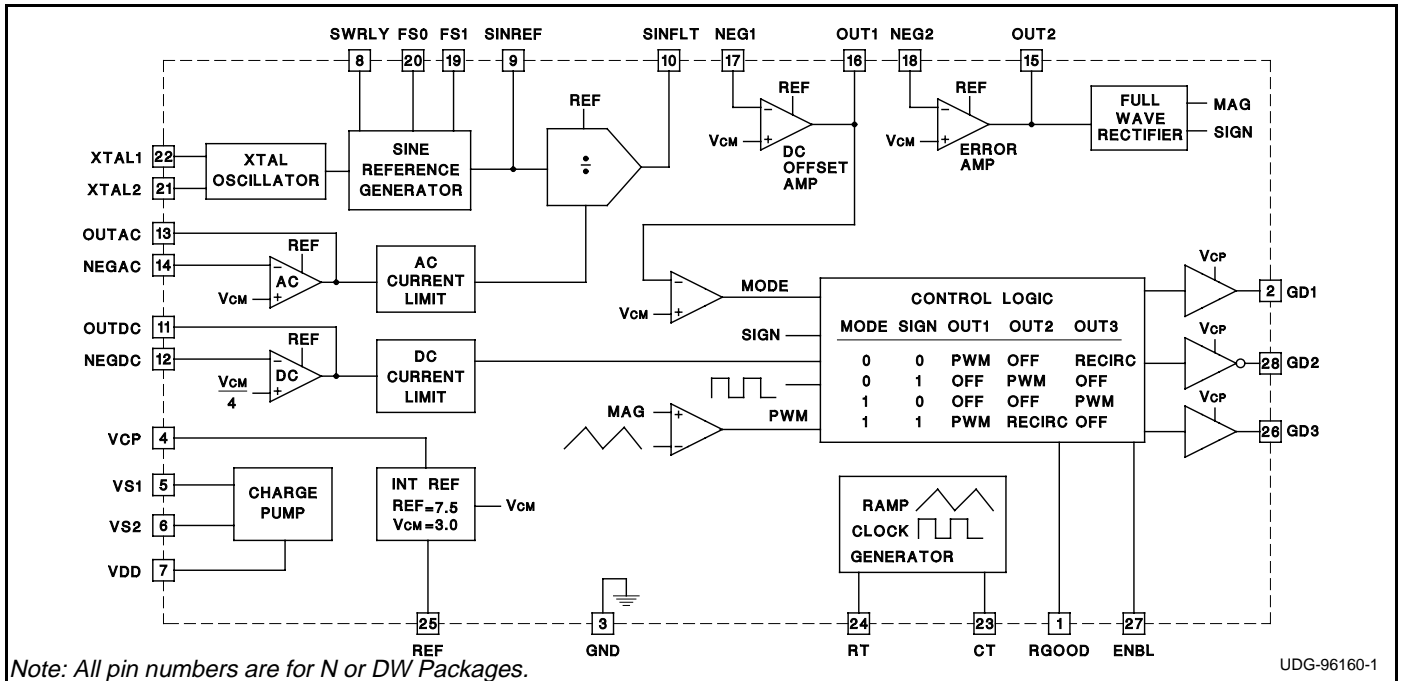 SWRLY FS0 FS1 SINREF SINFLT NEG1 OUT1 NEG2 OUT2
8 20 19 9 10 17 16 18 15
REF
REF
REF
VCM
VCM
DC
OFFSET
AMP
ERROR
AMP
FULL
WAVE
RECTIFIER
MAG
SIGN
XTAL1 22
XTAL2 21
XTAL
OSCILLATOR
SINE
REFERENCE
GENERATOR
÷
OUTAC 13
NEGAC 14
REF
AC
VCM
AC
CURRENT
LIMIT
OUTDC 11
NEGDC 12
REF
DC
VCM
4
DC
CURRENT
LIMIT
VCM
MODE
SIGN
MAG
PWM
CONTROL LOGIC
MODE SIGN OUT1 OUT2 OUT3
0 0 PWM OFF RECIRC
0 1 OFF PWM OFF
1 0 OFF OFF PWM
1 1 PWM RECIRC OFF
VCP
2 GD1
VCP
28 GD2
VCP
26 GD3
VCP 4
VS1 5
VS2 6
VDD 7
CHARGE
PUMP
INT REF
REF=7.5
VCM=3.0
VCM
RAMP
CLOCK
GENERATOR
25 3 24 23 1 27
REF GND RT CT RGOOD ENBL
Note: All pin numbers are for N or DW Packages.
UDG-96160-1